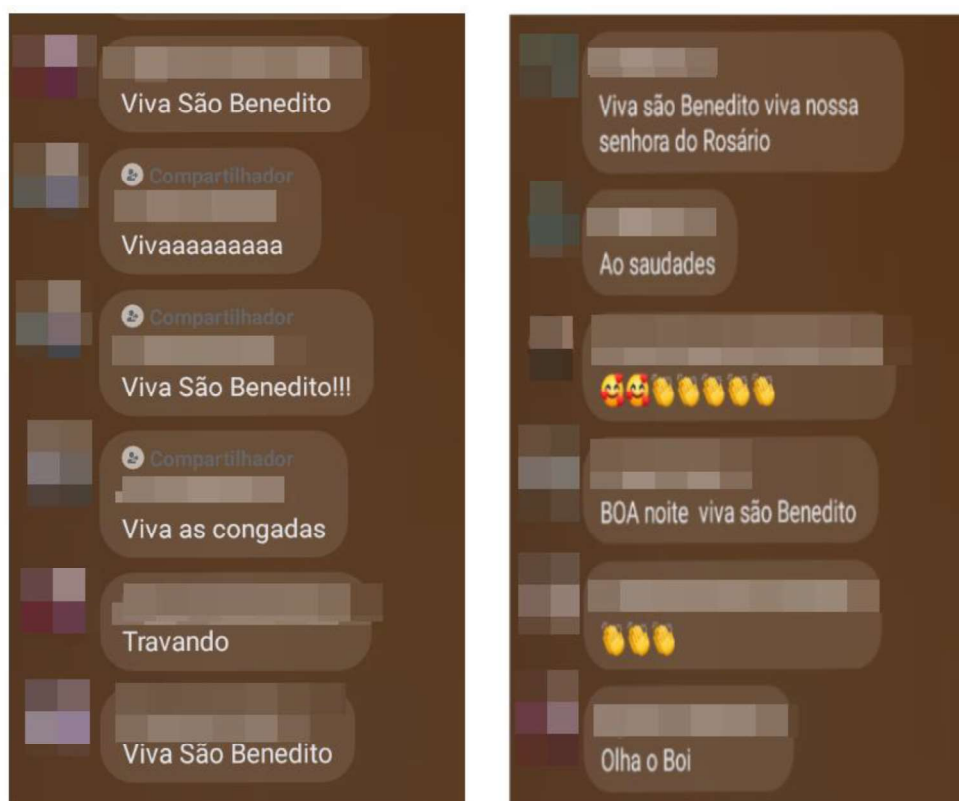 Viva São Benedito
Compartilhador
Vivaaaaaaaaa
Compartilhador
Viva São Benedito!!!
Compartilhador
Viva as congadas
Travando
Viva São Benedito
Viva são Benedito viva nossa
senhora do Rosário
Ao saudades
🥰🥰👏👏👏👏👏
BOA noite viva são Benedito
👏👏👏
Olha o Boi